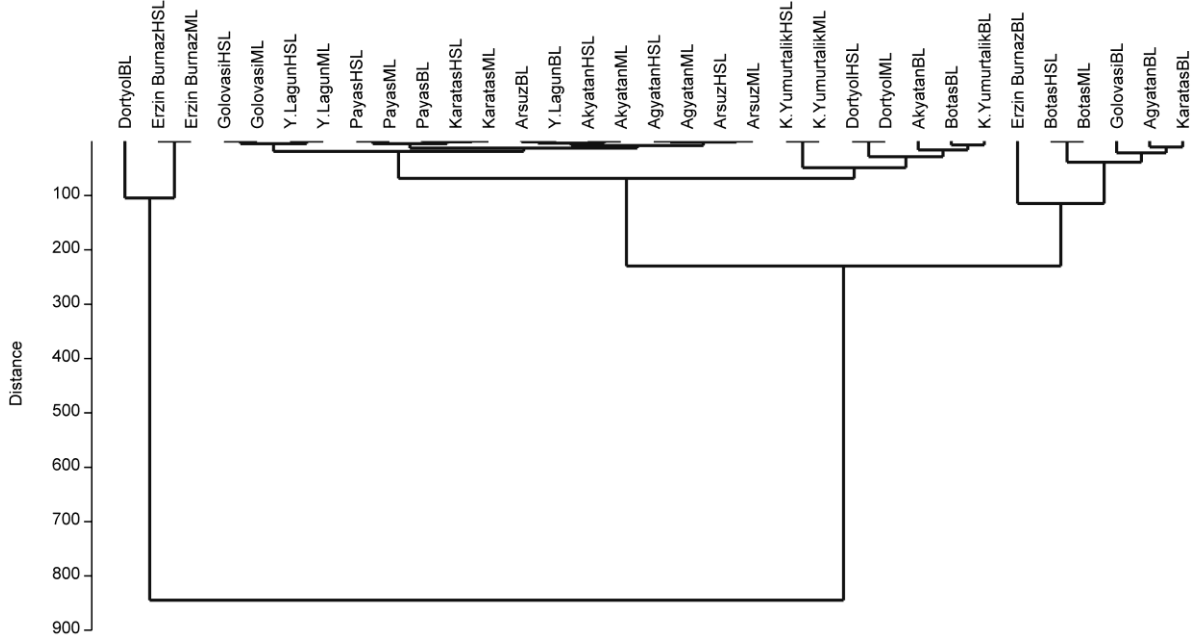 DortyolBL
Erzin BurnazHSL
Erzin BurnazML
GolovasiHSL
GolovasiML
Y.LagunHSL
Y.LagunML
PayasHSL
PayasML
PayasBL
KaratasHSL
KaratasML
ArsuzBL
Y.LagunBL
AkyatanHSL
AkyatanML
AgyatanHSL
AgyatanML
ArsuzHSL
ArsuzML
K.YumurtalikHSL
K.YumurtalikML
DortyolHSL
DortyolML
AkyatanBL
BotasBL
K.YumurtalikBL
Erzin BurnazBL
BotasHSL
BotasML
GolovasiBL
AgyatanBL
KaratasBL
100
200
300
400
500
600
700
800
900
Distance